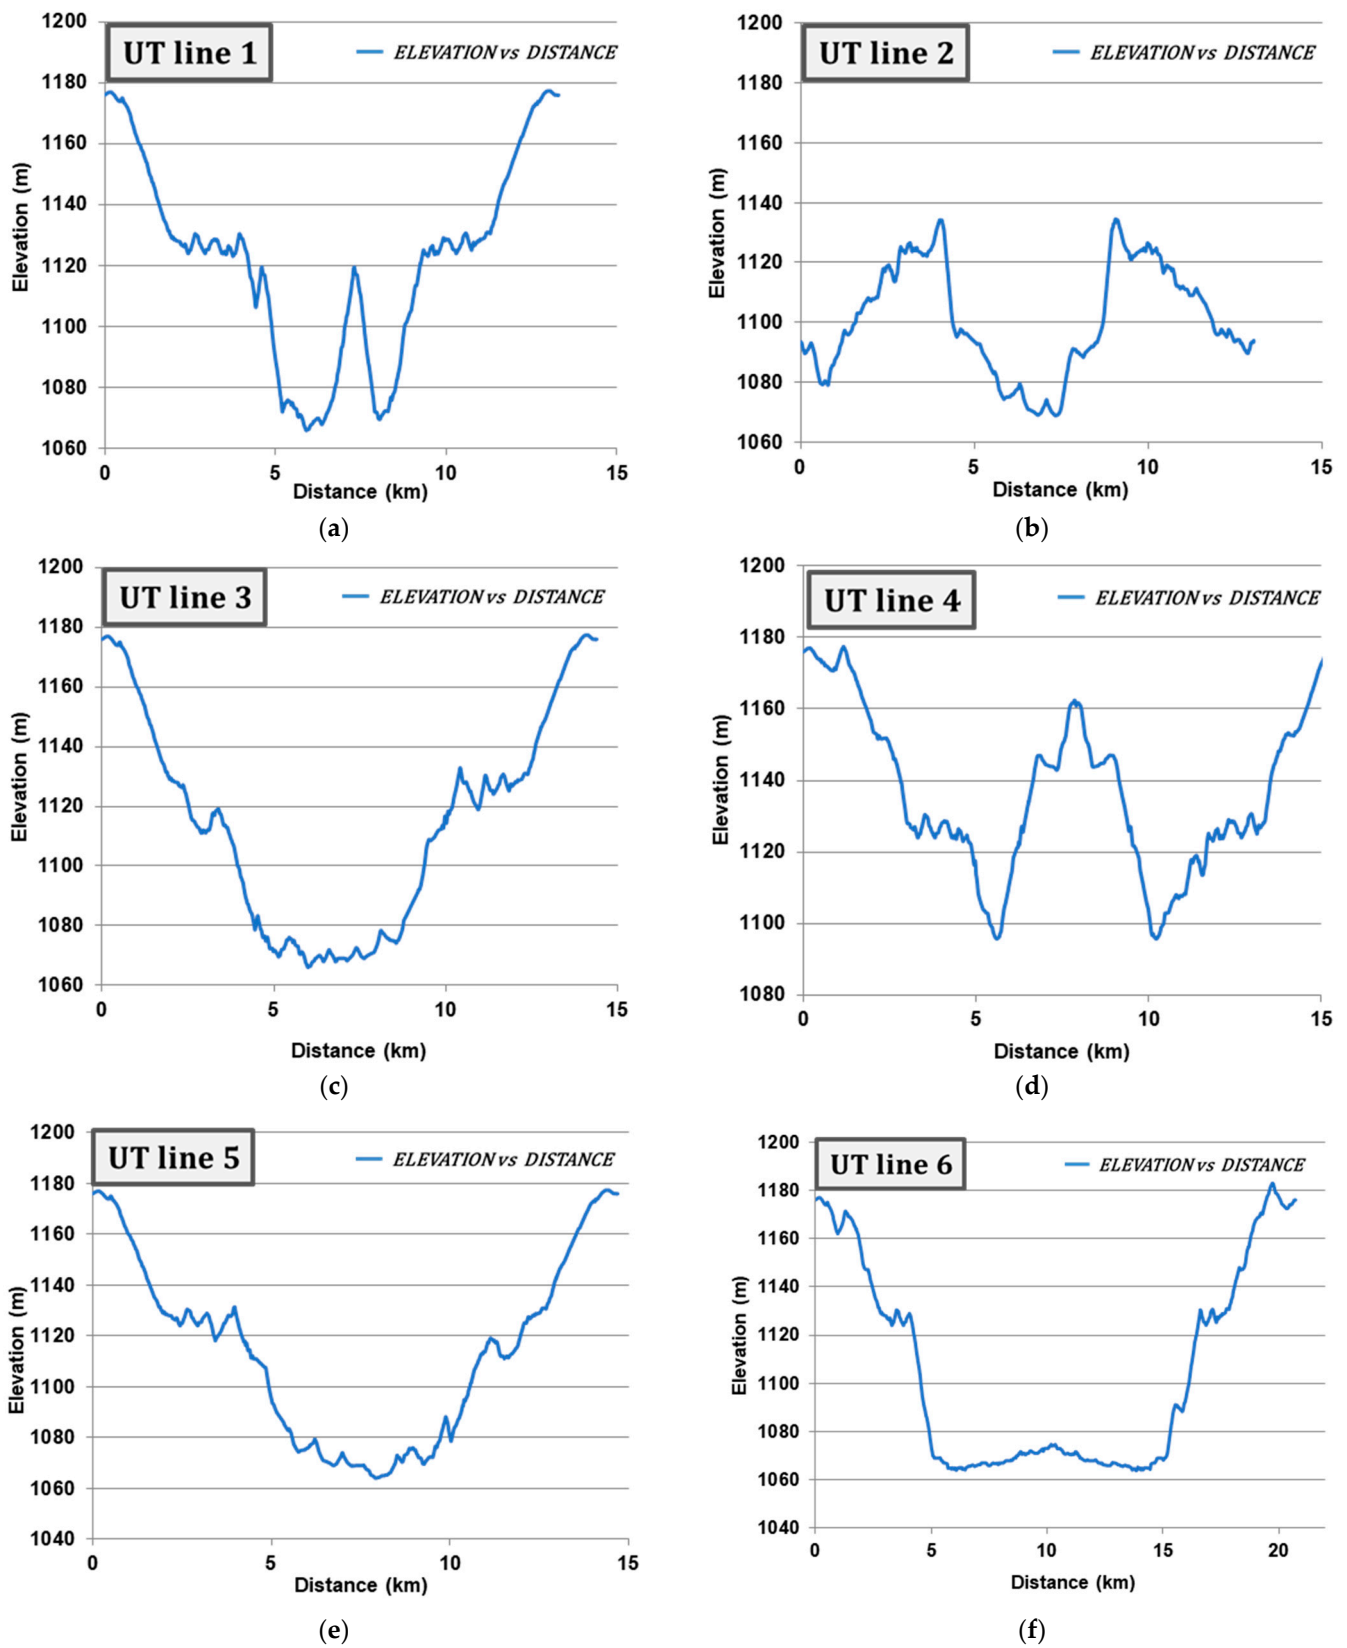 UT line 1
ELEVATION vs DISTANCE
1200
1180
1160
1140
1120
1100
1080
1060
Elevation (m)
0 5 10 15
Distance (km)
(a)
UT line 2
ELEVATION vs DISTANCE
1200
1180
1160
1140
1120
1100
1080
1060
Elevation (m)
0 5 10 15
Distance (km)
(b)
UT line 3
ELEVATION vs DISTANCE
1200
1180
1160
1140
1120
1100
1080
1060
Elevation (m)
0 5 10 15
Distance (km)
(c)
UT line 4
ELEVATION vs DISTANCE
1200
1180
1160
1140
1120
1100
1080
Elevation (m)
0 5 10 15
Distance (km)
(d)
UT line 5
ELEVATION vs DISTANCE
1200
1180
1160
1140
1120
1100
1080
1060
1040
Elevation (m)
0 5 10 15
Distance (km)
(e)
UT line 6
ELEVATION vs DISTANCE
1200
1180
1160
1140
1120
1100
1080
1060
1040
Elevation (m)
0 5 10 15 20
Distance (km)
(f)